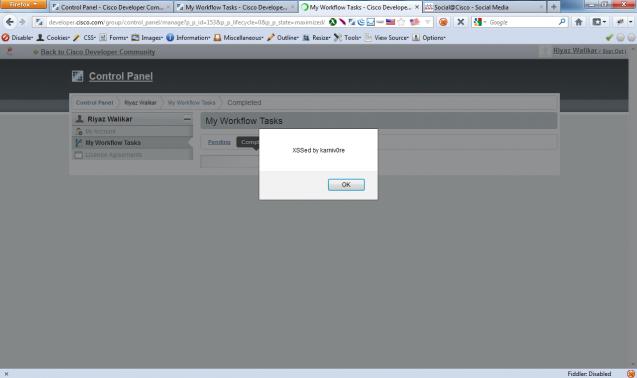 Firefox
Control Panel - Cisco Developer Com... ×
My Workflow Tasks - Cisco Develope... ×
My Workflow Tasks - Cisco Develope... ×
Social@Cisco - Social Media ×
developer.cisco.com/group/control_panel/manage?p_p_id=153&p_p_lifecycle=0&p_p_state=maximized
Google
Disable Cookies CSS Forms Images Information Miscellaneous Outline Resize Tools View Source Options
Back to Cisco Developer Community
Riyaz Walikar (Sign Out)
Control Panel
Control Panel Riyaz Walikar My Workflow Tasks Completed
Riyaz Walikar
My Workflow Tasks
My Account
My Workflow Tasks
Pending Compl
License Agreements
XSSed by karniv0re
OK
× Fiddler: Disabled